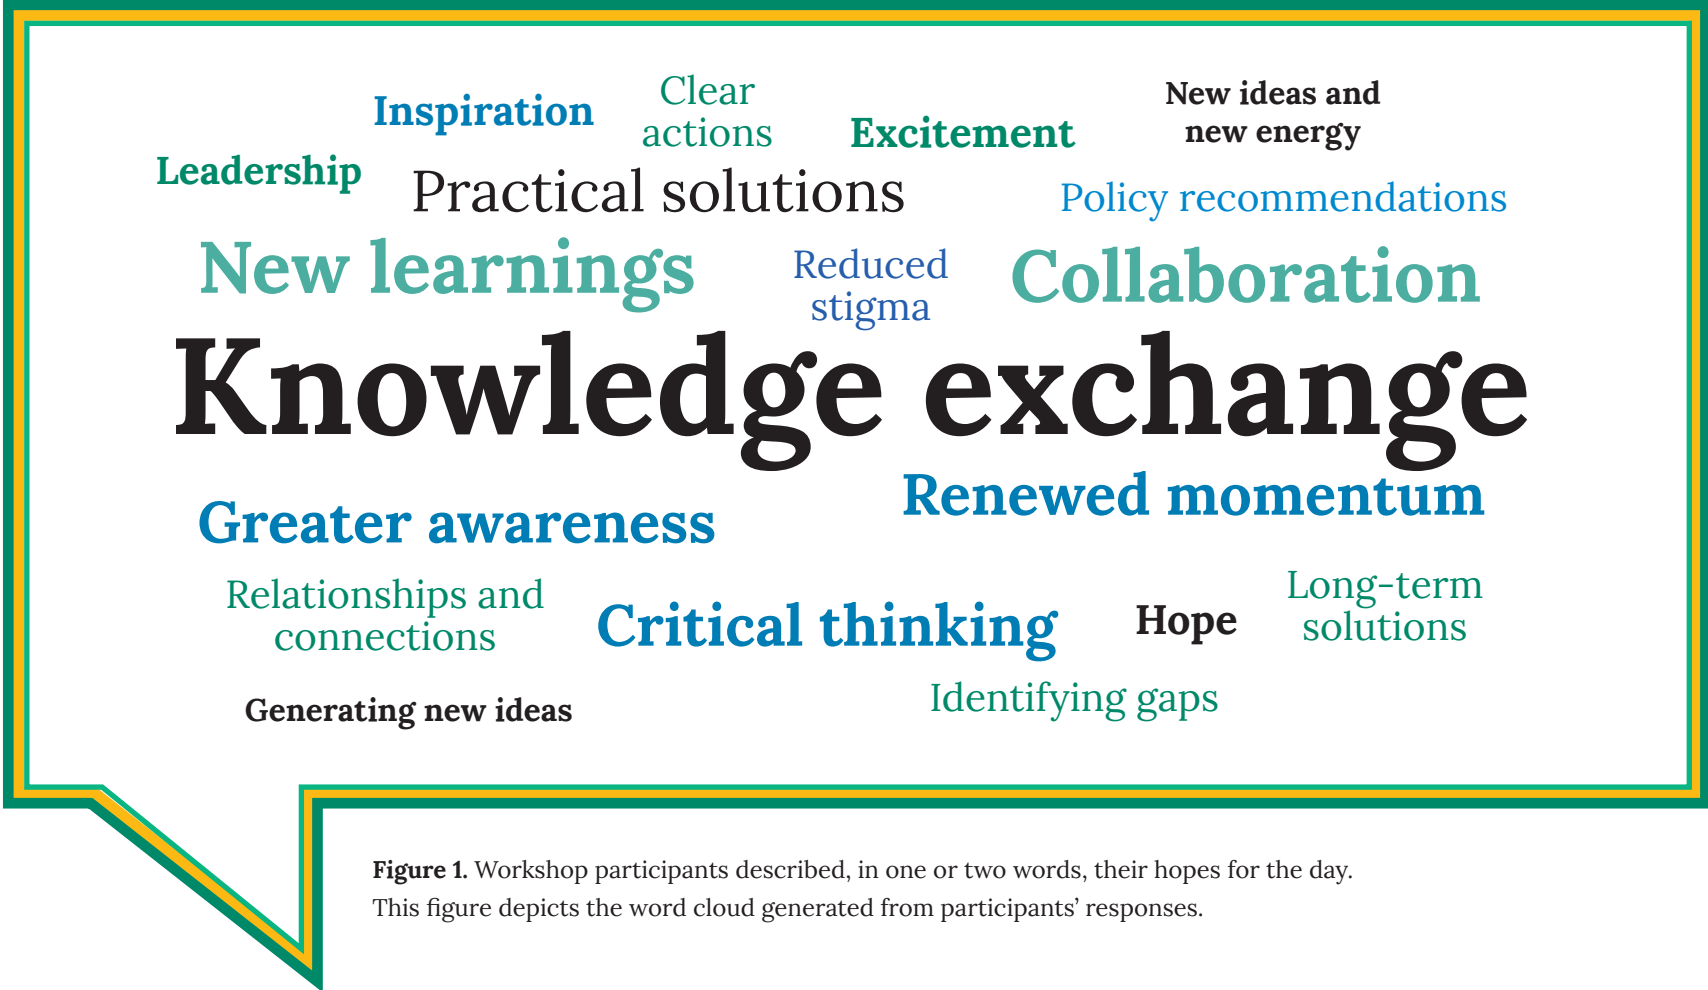 Inspiration
Clear
actions
Excitement
New ideas and
new energy
Leadership
Practical solutions
Policy recommendations
New learnings
Reduced
stigma
Collaboration
Knowledge exchange
Greater awareness
Renewed momentum
Relationships and
connections
Critical thinking
Hope
Long-term
solutions
Generating new ideas
Identifying gaps
Figure 1. Workshop participants described, in one or two words, their hopes for the day.
This figure depicts the word cloud generated from participants’ responses.